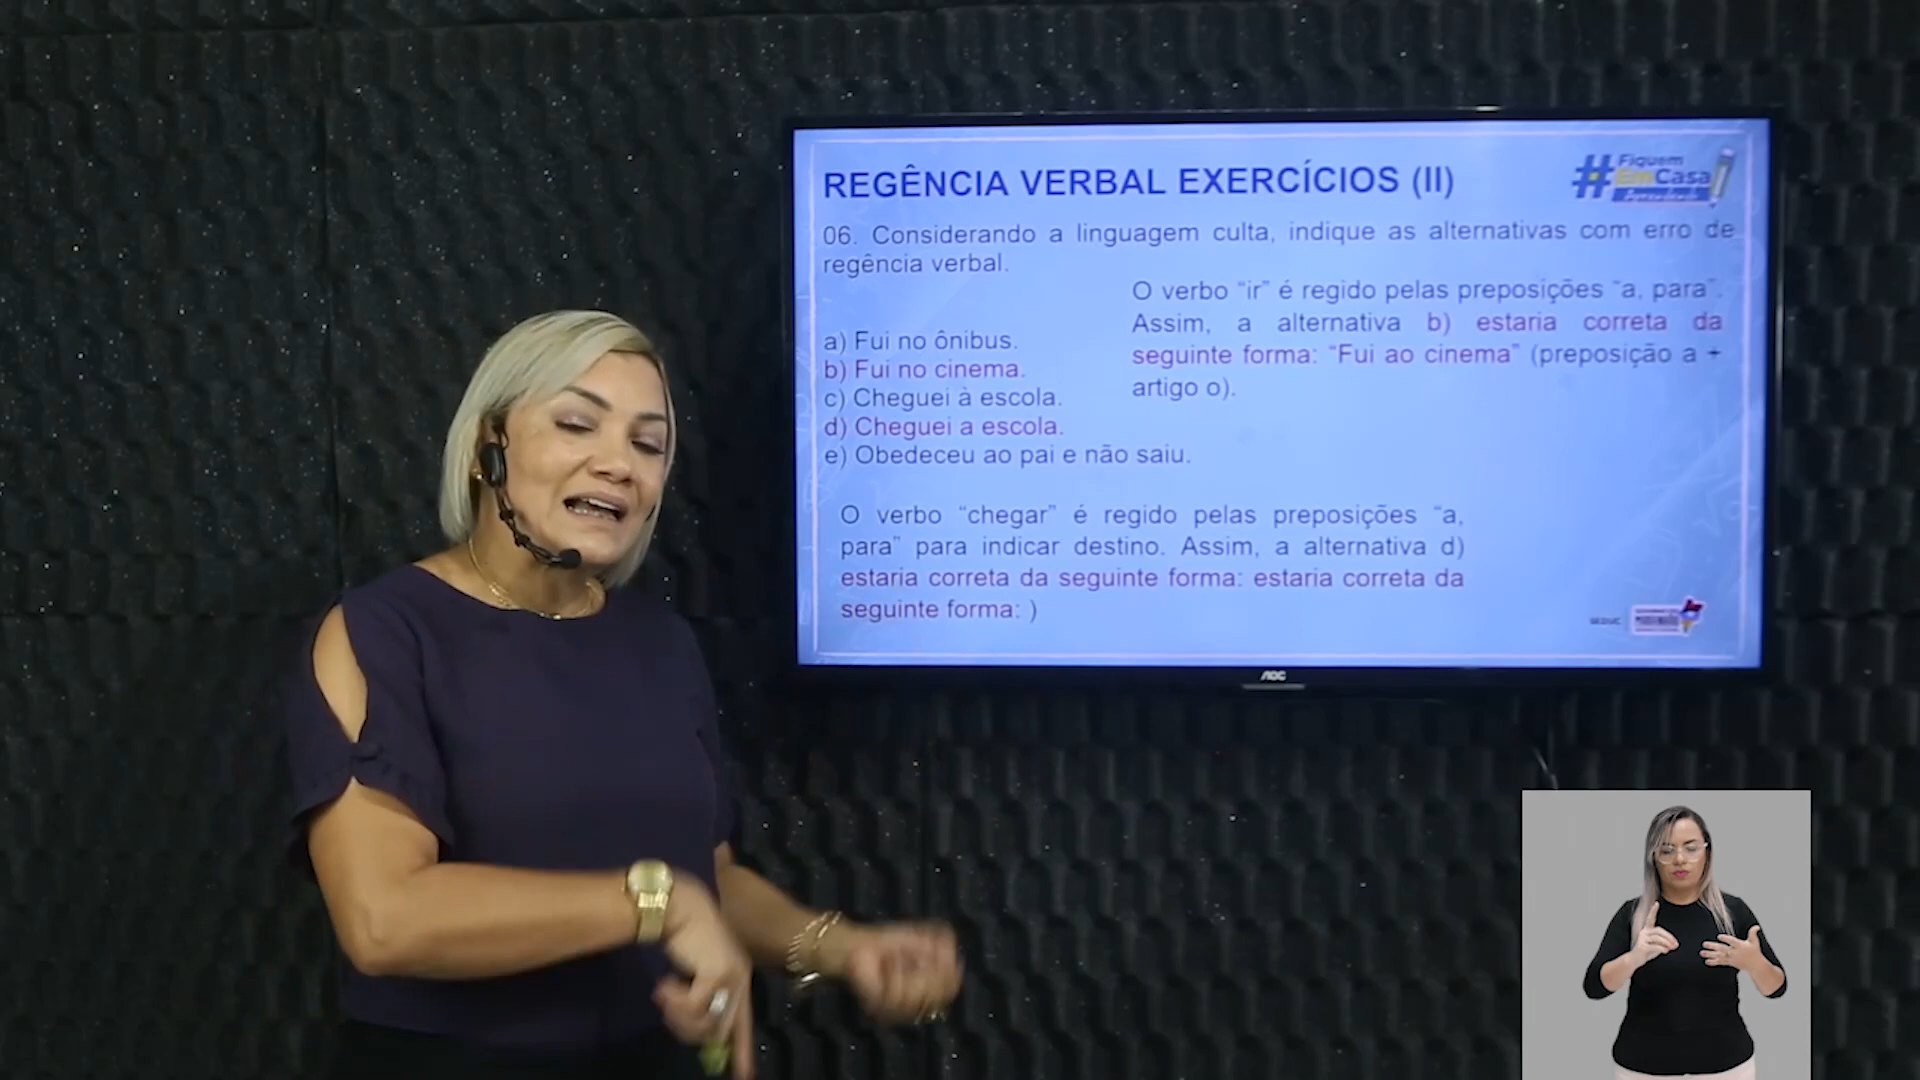 REGÊNCIA VERBAL EXERCÍCIOS (II)
#Fiquem
EmCasa
06. Considerando a linguagem culta, indique as alternativas com erro de
regência verbal.
O verbo “ir” é regido pelas preposições “a, para”.
Assim, a alternativa b) estaria correta da
seguinte forma: “Fui ao cinema” (preposição a +
artigo o).
a) Fui no ônibus.
b) Fui no cinema.
c) Cheguei à escola.
d) Cheguei a escola.
e) Obedeceu ao pai e não saiu.
O verbo “chegar” é regido pelas preposições “a,
para” para indicar destino. Assim, a alternativa d)
estaria correta da seguinte forma: estaria correta da
seguinte forma: )
SEDUC
AOC